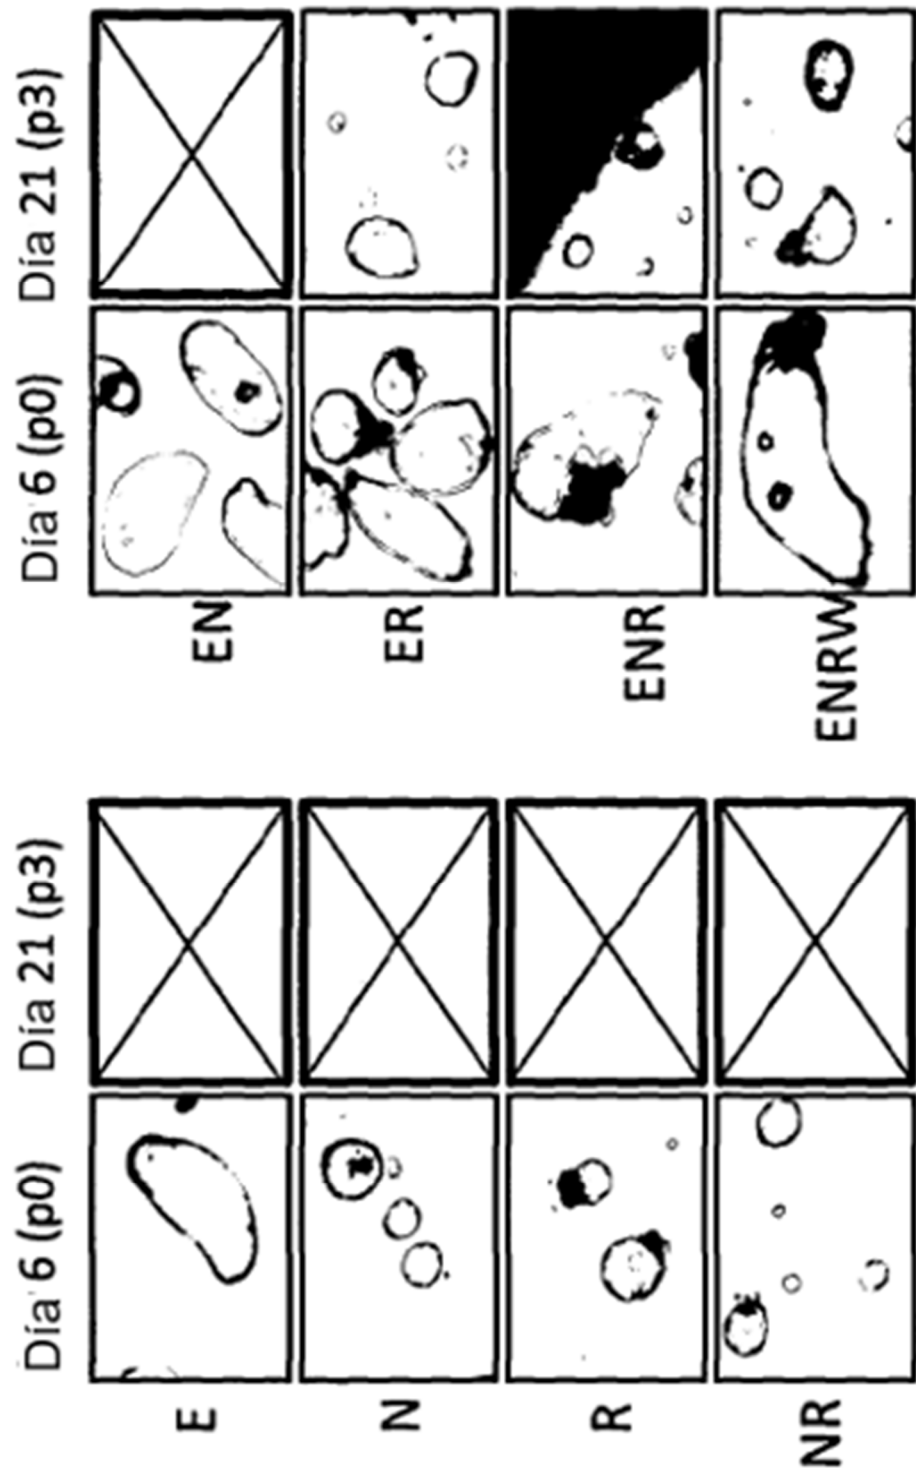 Día 6 (p0) Día 21 (p3) Día 6 (p0) Día 21 (p3)
E EN
N ER
R ENR
NR ENRW